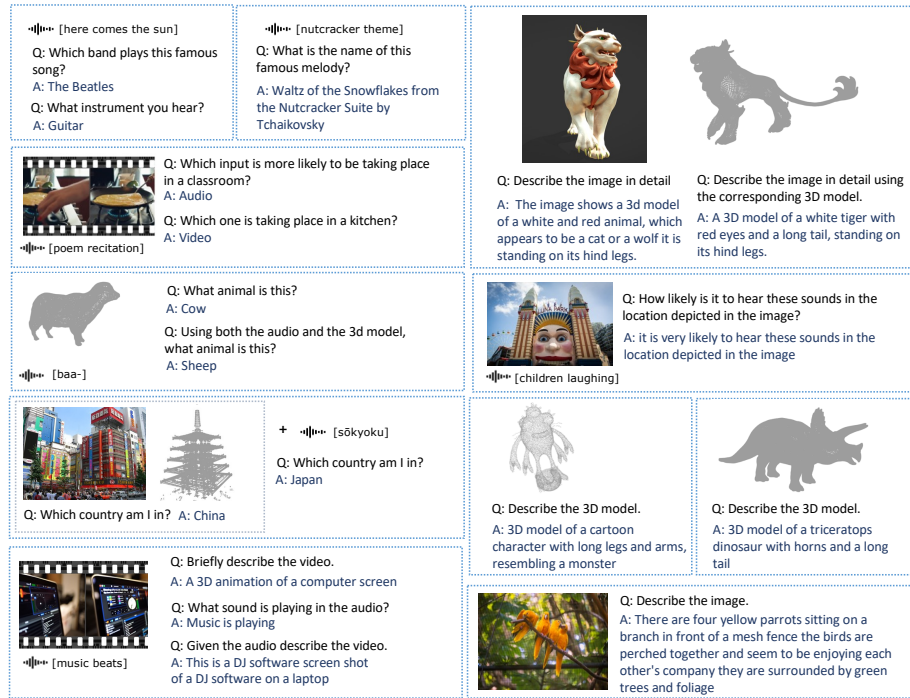 [here comes the sun]
Q: Which band plays this famous
song?
A: The Beatles
Q: What instrument you hear?
A: Guitar
[nutcracker theme]
Q: What is the name of this
famous melody?
A: Waltz of the Snowflakes from
the Nutcracker Suite by
Tchaikovsky
Q: Describe the image in detail
A: The image shows a 3d model
of a white and red animal, which
appears to be a cat or a wolf it is
standing on its hind legs.
Q: Describe the image in detail using
the corresponding 3D model.
A: A 3D model of a white tiger with
red eyes and a long tail, standing on
its hind legs.
Q: Which input is more likely to be taking place
in a classroom?
A: Audio
Q: Which one is taking place in a kitchen?
A: Video
[poem recitation]
Q: What animal is this?
A: Cow
Q: Using both the audio and the 3d model,
what animal is this?
A: Sheep
[baa-]
LUNA PARK
Q: How likely is it to hear these sounds in the
location depicted in the image?
A: it is very likely to hear these sounds in the
location depicted in the image
[children laughing]
+ [sōkyoku]
Q: Which country am I in?
A: Japan
Q: Which country am I in? A: China
Q: Describe the 3D model.
A: 3D model of a cartoon
character with long legs and arms,
resembling a monster
Q: Describe the 3D model.
A: 3D model of a triceratops
dinosaur with horns and a long
tail
Q: Briefly describe the video.
A: A 3D animation of a computer screen
Q: What sound is playing in the audio?
A: Music is playing
Q: Given the audio describe the video.
A: This is a DJ software screen shot
of a DJ software on a laptop
[music beats]
Q: Describe the image.
A: There are four yellow parrots sitting on a
branch in front of a mesh fence the birds are
perched together and seem to be enjoying each
other's company they are surrounded by green
trees and foliage